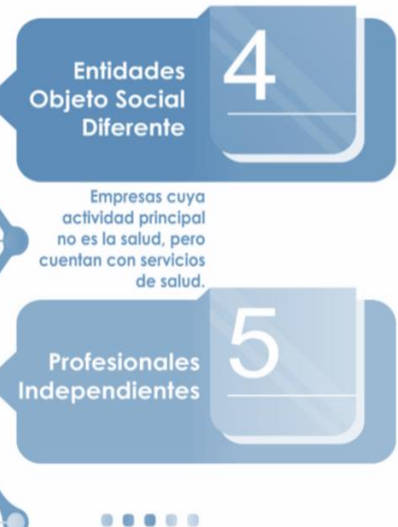 Entidades
Objeto Social
Diferente
4
Empresas cuya
actividad principal
no es la salud, pero
cuentan con servicios
de salud.
Profesionales
Independientes
5